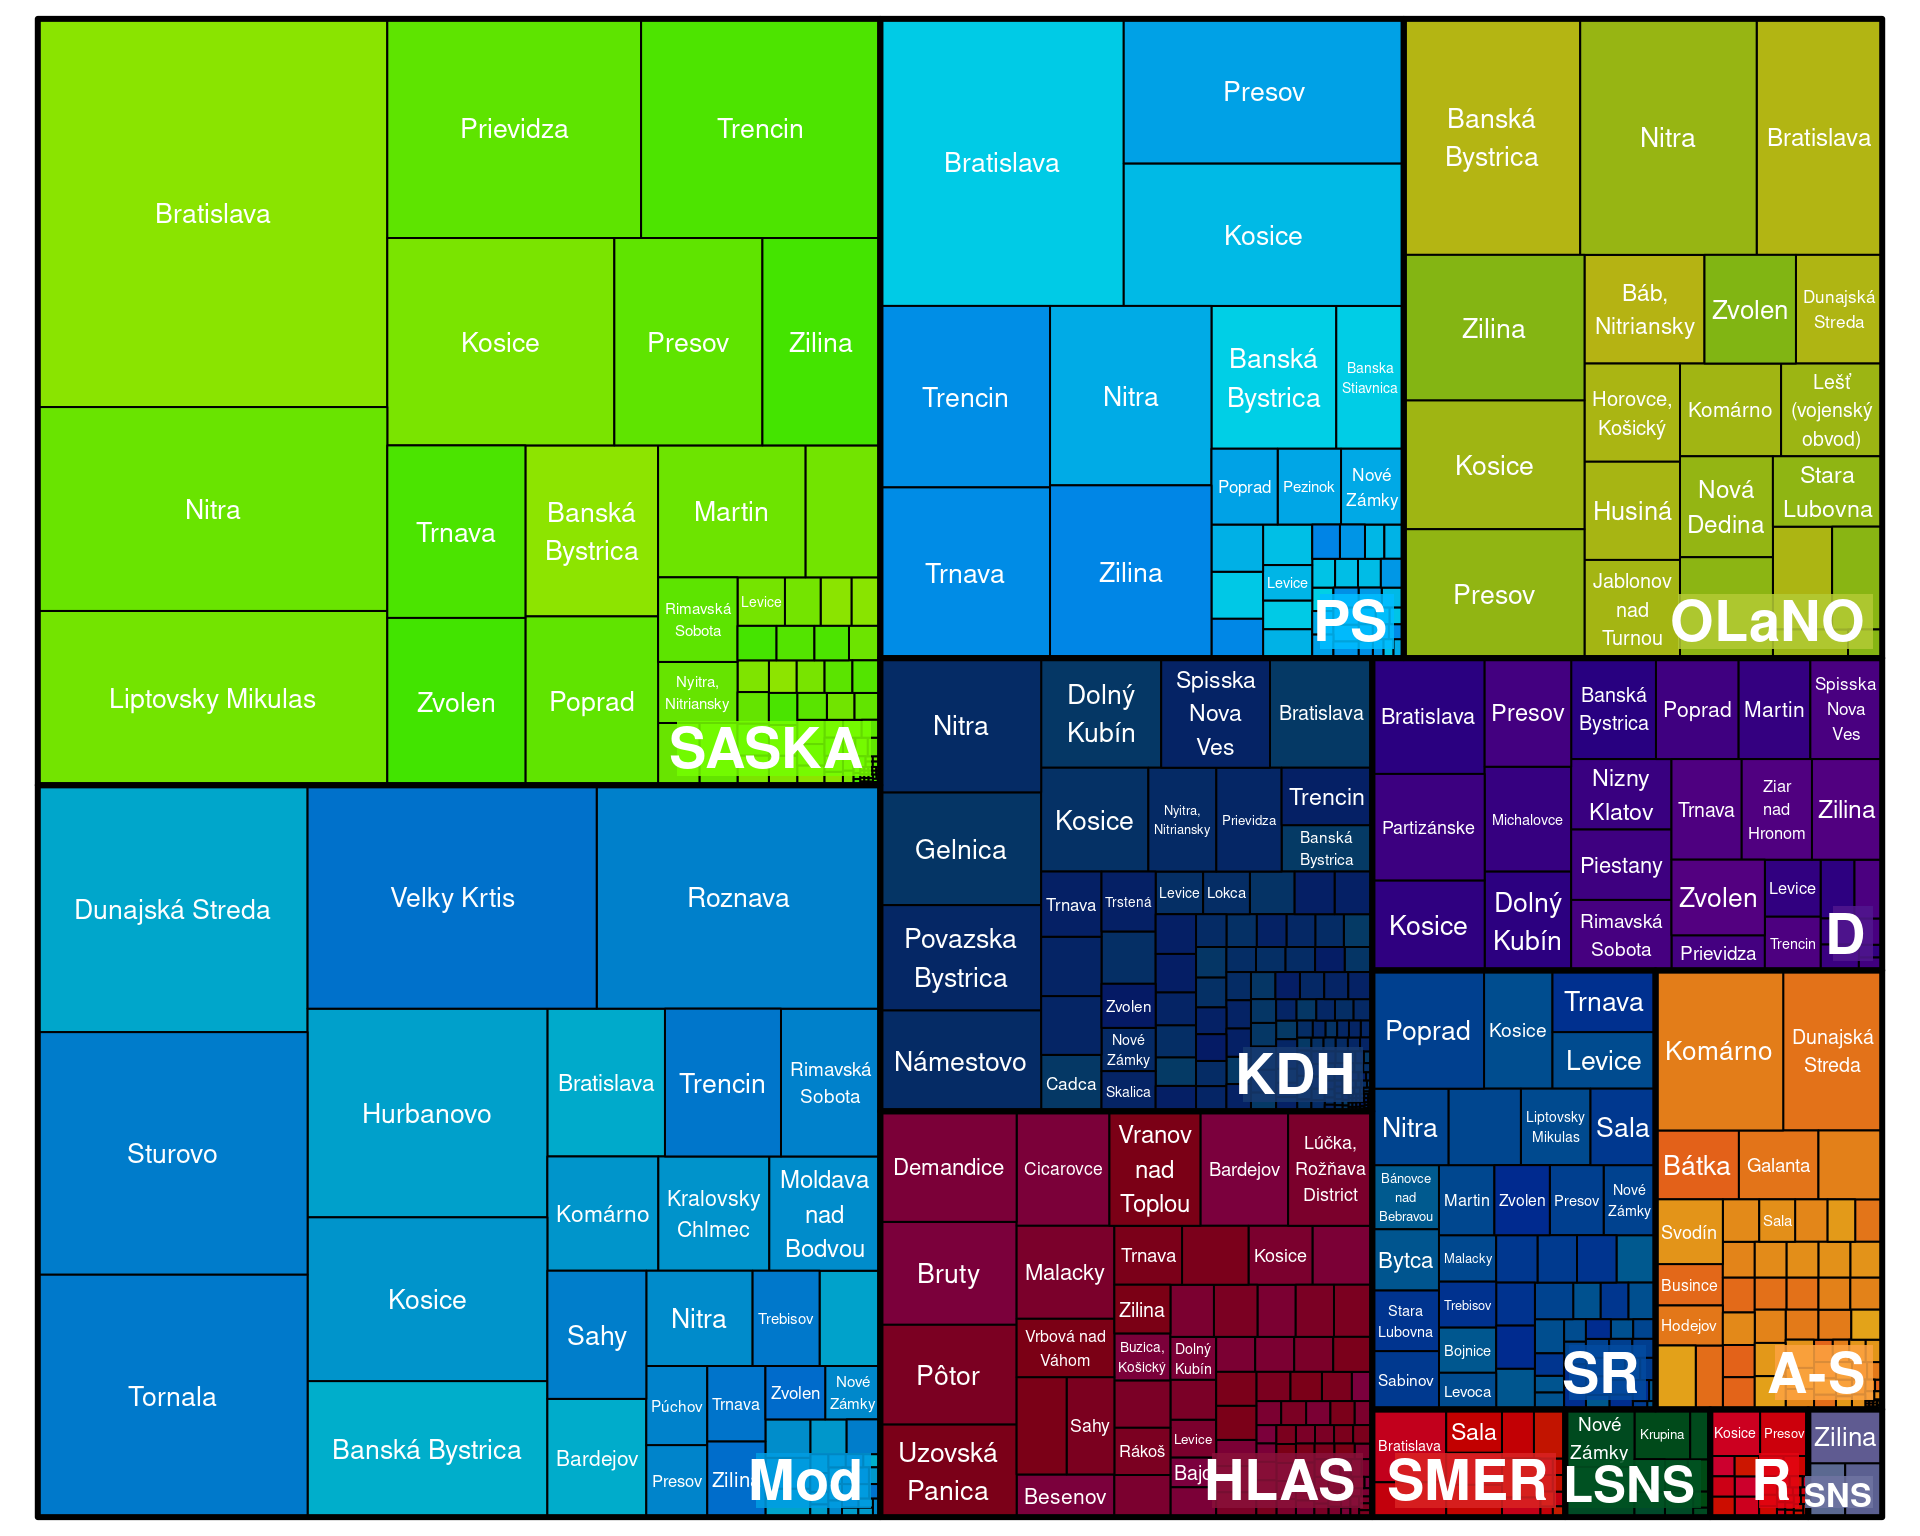 Bratislava
Prievidza
Trencin
Kosice
Presov
Zilina
Nitra
Liptovsky Mikulas
Trnava
Banská
Bystrica
Martin
Zvolen
Poprad
Rimavská
Sobota
Levice
Nyitra,
Nitriansky
SASKA
Bratislava
Presov
Kosice
Trencin
Nitra
Banská
Bystrica
Banska
Stiavnica
Trnava
Zilina
Poprad
Pezinok
Nové
Zámky
Levice
PS
Banská
Bystrica
Nitra
Bratislava
Zilina
Báb,
Nitriansky
Zvolen
Dunajská
Streda
Kosice
Horovce,
Košický
Komárno
Lešť
(vojenský
obvod)
Presov
Husiná
Nová
Dedina
Stara
Lubovna
Jablonov
nad
Turnou
OLaNO
Dunajská Streda
Velky Krtis
Roznava
Sturovo
Tornala
Hurbanovo
Bratislava
Trencin
Rimavská
Sobota
Kosice
Komárno
Kralovsky
Chlmec
Moldava
nad
Bodvou
Banská Bystrica
Sahy
Nitra
Trebisov
Bardejov
Púchov
Trnava
Zvolen
Nové
Zámky
Presov
Zilina
Mod
Nitra
Dolný
Kubín
Spisska
Nova
Ves
Bratislava
Gelnica
Kosice
Nyitra,
Nitriansky
Prievidza
Trencin
Banská
Bystrica
Povazska
Bystrica
Trnava
Trstená
Levice
Lokca
Námestovo
Zvolen
Nové
Zámky
Cadca
Skalica
KDH
Bratislava
Presov
Banská
Bystrica
Poprad
Martin
Spisska
Nova
Ves
Partizánske
Michalovce
Nizny
Klatov
Trnava
Ziar
nad
Hronom
Zilina
Kosice
Dolný
Kubín
Piestany
Rimavská
Sobota
Zvolen
Levice
Prievidza
Trencin
D
Demandice
Cicarovce
Vranov
nad
Toplou
Bardejov
Lúčka,
Rožňava
District
Bruty
Malacky
Trnava
Kosice
Zilina
Pôtor
Vrbová nad
Váhom
Buzica,
Košický
Dolný
Kubín
Uzovská
Panica
Sahy
Rákoš
Levice
Besenov
HLAS
Poprad
Kosice
Trnava
Levice
Nitra
Liptovsky
Mikulas
Sala
Bánovce
nad
Bebravou
Martin
Zvolen
Presov
Nové
Zámky
Bytca
Malacky
Stara
Lubovna
Trebisov
Bojnice
Sabinov
Levoca
SR
Komárno
Dunajská
Streda
Bátka
Galanta
Svodín
Sala
Busince
Hodejov
A-S
Bratislava
Sala
SMER
Nové
Zámky
Krupina
LSNS
Kosice
Presov
R
Zilina
SNS